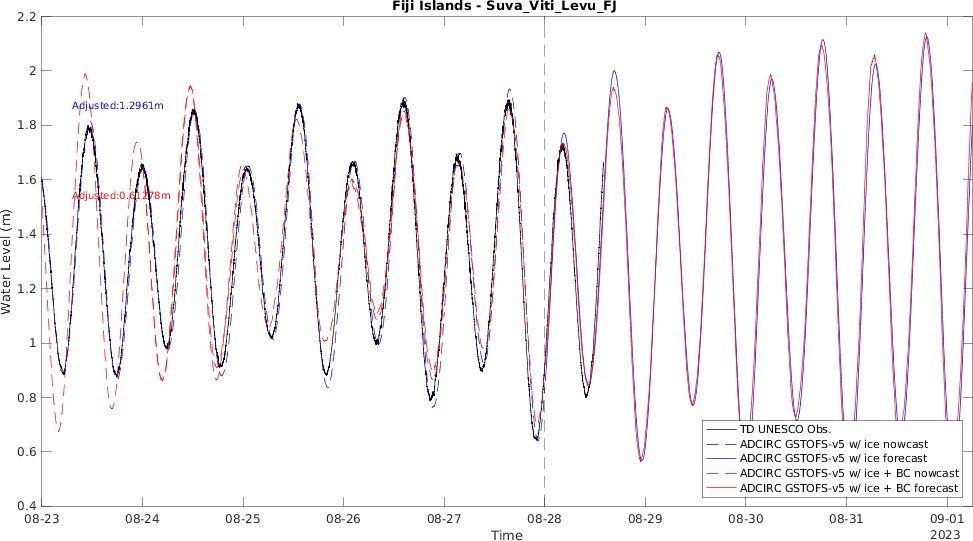 Fiji Islands - Suva_Viti_Levu_FJ
2.2
2
1.8
1.6
1.4
1.2
1
0.8
0.6
0.4
Water Level (m)
Adjusted:1.2961m
Adjusted:0.61278m
TD UNESCO Obs.
ADCIRC GSTOFS-v5 w/ ice nowcast
ADCIRC GSTOFS-v5 w/ ice forecast
ADCIRC GSTOFS-v5 w/ ice + BC nowcast
ADCIRC GSTOFS-v5 w/ ice + BC forecast
08-23 08-24 08-25 08-26 08-27 08-28 08-29 08-30 08-31 09-01
Time 2023